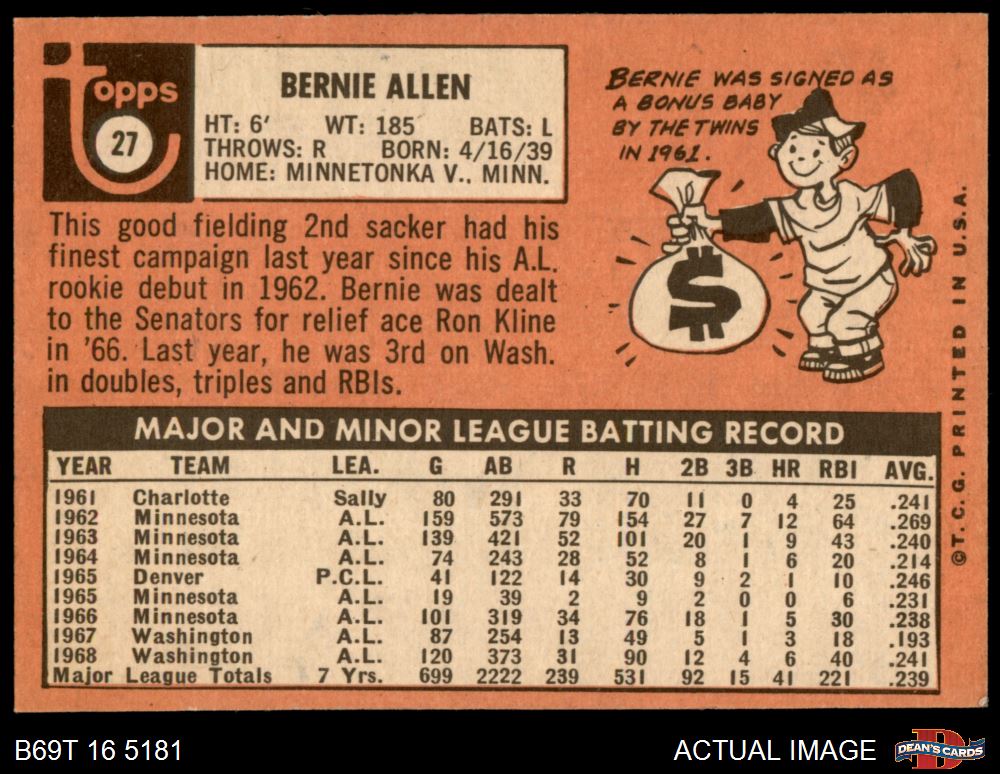 topps
27
BERNIE ALLEN
HT: 6' WT: 185 BATS: L
THROWS: R BORN: 4/16/39
HOME: MINNETONKA V., MINN.
BERNIE WAS SIGNED AS
A BONUS BABY
BY THE TWINS
IN 1961.
$
This good fielding 2nd sacker had his
finest campaign last year since his A.L.
rookie debut in 1962. Bernie was dealt
to the Senators for relief ace Ron Kline
in '66. Last year, he was 3rd on Wash.
in doubles, triples and RBIs.
MAJOR AND MINOR LEAGUE BATTING RECORD
YEAR TEAM LEA. G AB R H 2B 3B HR RBI AVG.
1961 Charlotte Sally 80 291 33 70 11 0 4 25 .241
1962 Minnesota A.L. 159 573 79 154 27 7 12 64 .269
1963 Minnesota A.L. 139 421 52 101 20 1 9 43 .240
1964 Minnesota A.L. 74 243 28 52 8 1 6 20 .214
1965 Denver P.C.L. 41 122 14 30 9 2 1 10 .246
1965 Minnesota A.L. 19 39 2 9 2 0 0 6 .231
1966 Minnesota A.L. 101 319 34 76 18 1 5 30 .238
1967 Washington A.L. 87 254 13 49 5 1 3 18 .193
1968 Washington A.L. 120 373 31 90 12 4 6 40 .241
Major League Totals 7 Yrs. 699 2222 239 531 92 15 41 221 .239
©T.C.G. PRINTED IN U.S.A.
B69T 16 5181
ACTUAL IMAGE
D
DEAN'S CARDS